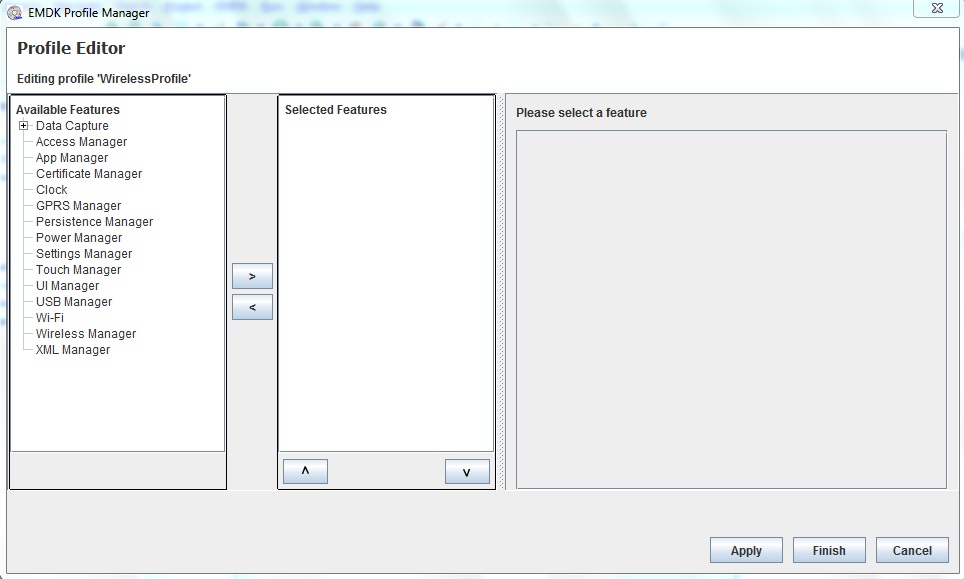 EMDK Profile Manager
Profile Editor
Editing profile 'WirelessProfile'
Available Features
Data Capture
Access Manager
App Manager
Certificate Manager
Clock
GPRS Manager
Persistence Manager
Power Manager
Settings Manager
Touch Manager
UI Manager
USB Manager
Wi-Fi
Wireless Manager
XML Manager
>
<
Selected Features
^
v
Please select a feature
Apply
Finish
Cancel